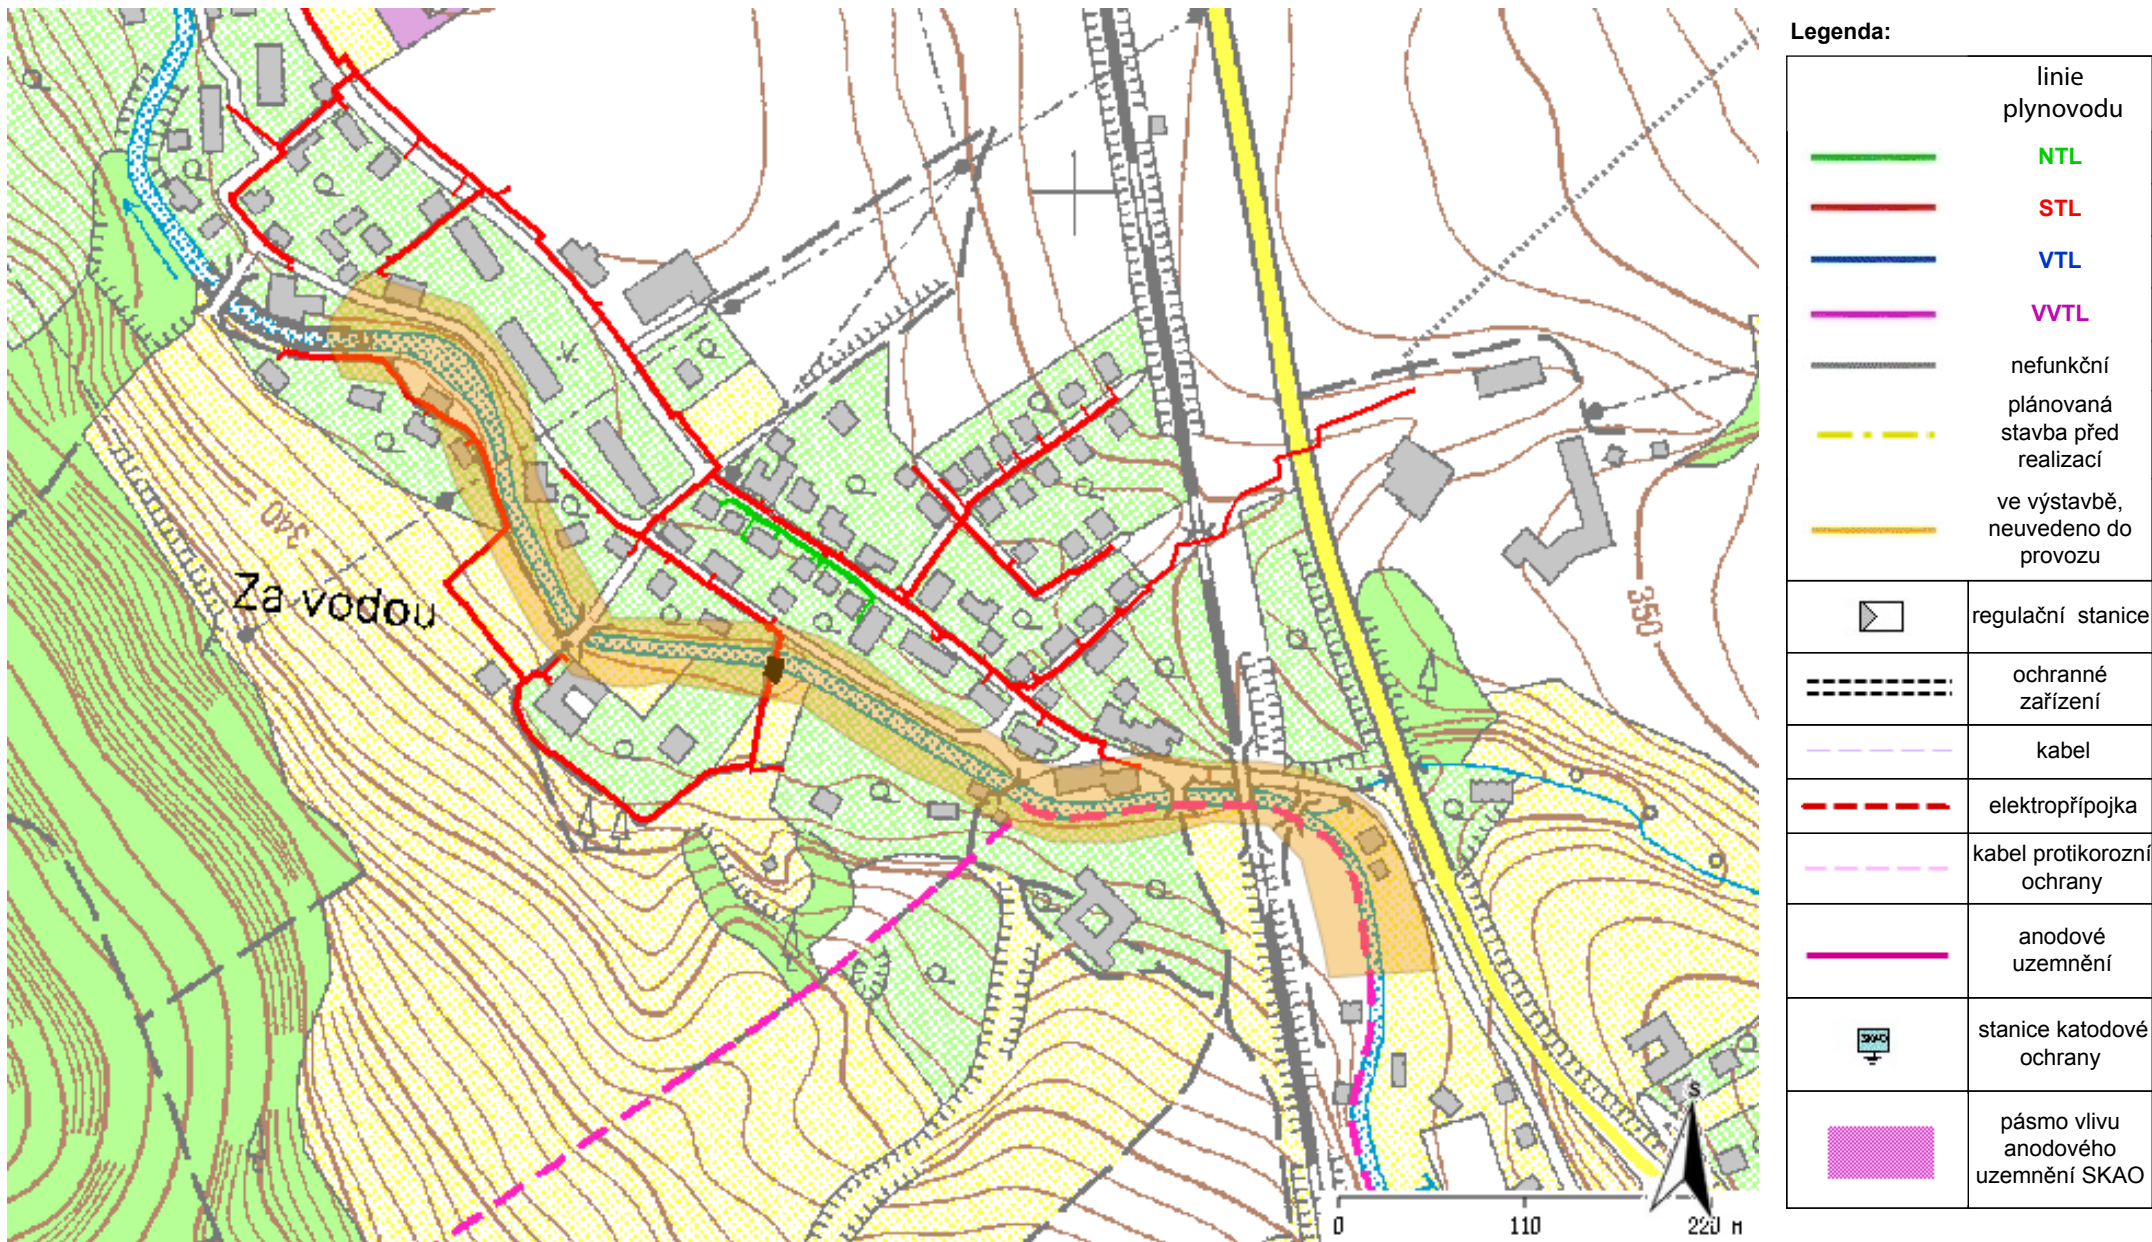 Legenda:
linie
plynovodu
NTL
STL
VTL
VVTL
nefunkční
plánovaná
stavba před
realizací
ve výstavbě,
neuvedeno do
provozu
regulační stanice
ochranné
zařízení
kabel
elektropřípojka
kabel protikorozní
ochrany
anodové
uzemnění
SKAO
stanice katodové
ochrany
pásmo vlivu
anodového
uzemnění SKAO
340
Za vodou
350
S
0 110 220 M